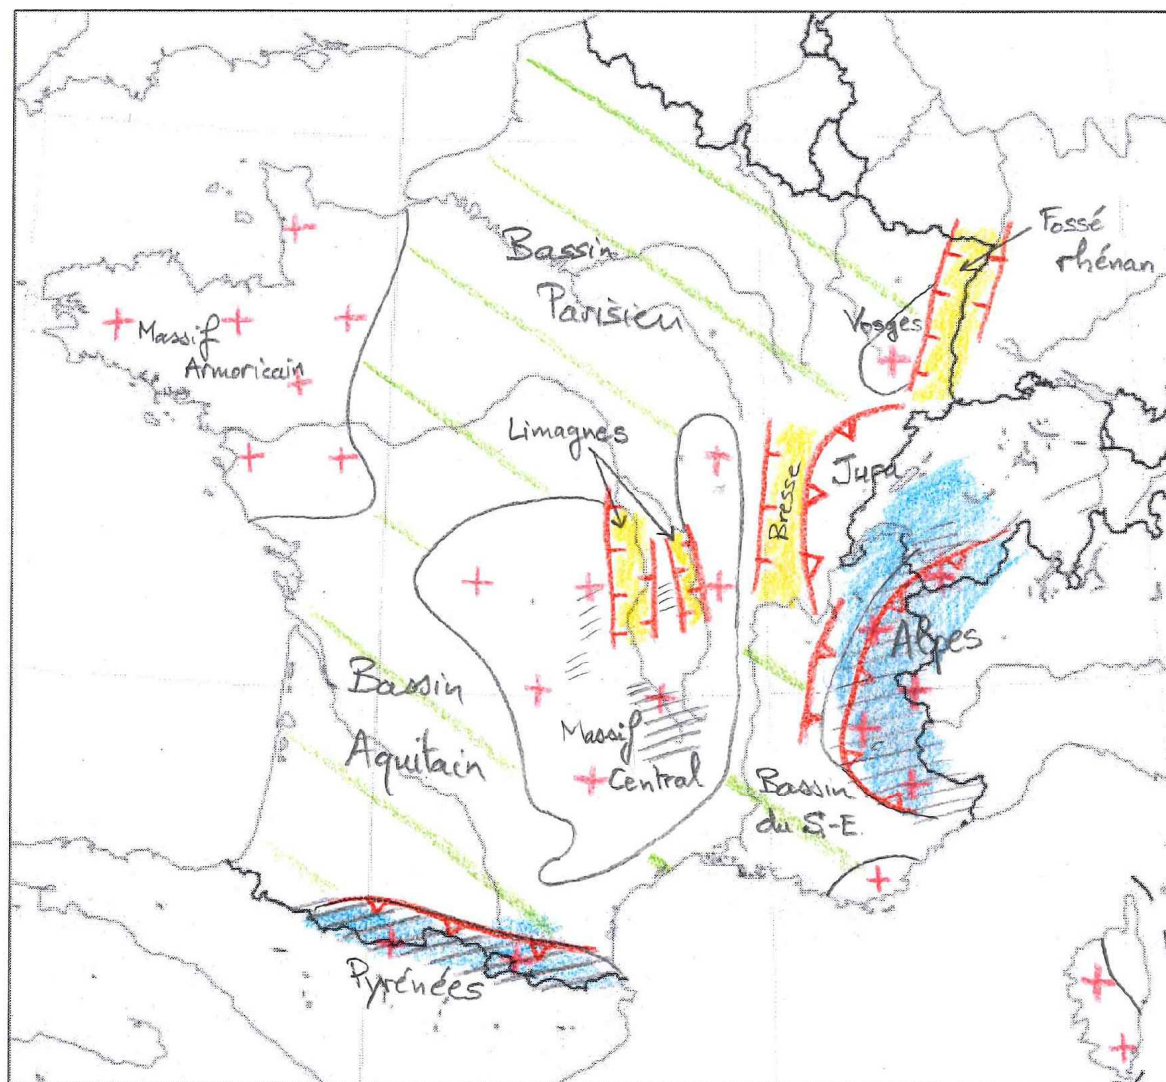 Fossé
rhénan
Bassin
Parisien
Vosges
Massif
Armoricain
Limagnes
Jura
Bresse
Alpes
Bassin
Aquitain
Massif
Central
Bassin
du S-E.
Pyrénées